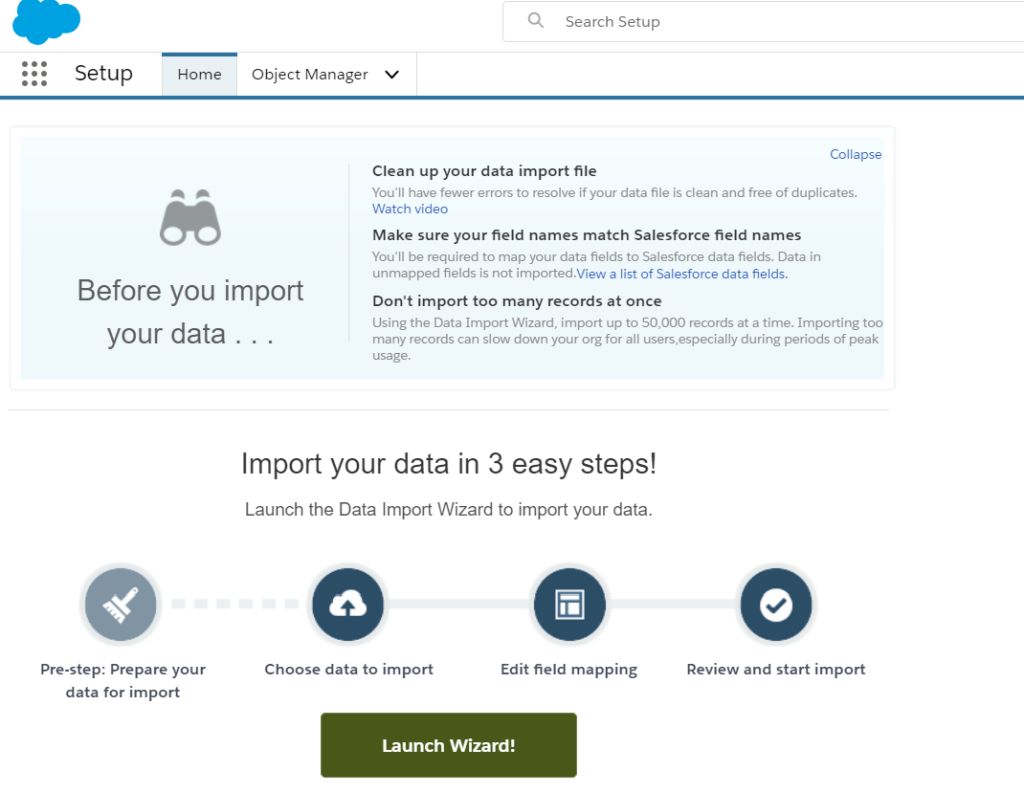 Search Setup
Setup
Home
Object Manager
Collapse
Before you import
your data . . .
Clean up your data import file
You'll have fewer errors to resolve if your data file is clean and free of duplicates.
Watch video
Make sure your field names match Salesforce field names
You'll be required to map your data fields to Salesforce data fields. Data in
unmapped fields is not imported.View a list of Salesforce data fields.
Don't import too many records at once
Using the Data Import Wizard, import up to 50,000 records at a time. Importing too
many records can slow down your org for all users,especially during periods of peak
usage.
Import your data in 3 easy steps!
Launch the Data Import Wizard to import your data.
Pre-step: Prepare your
data for import
Choose data to import
Edit field mapping
Review and start import
Launch Wizard!